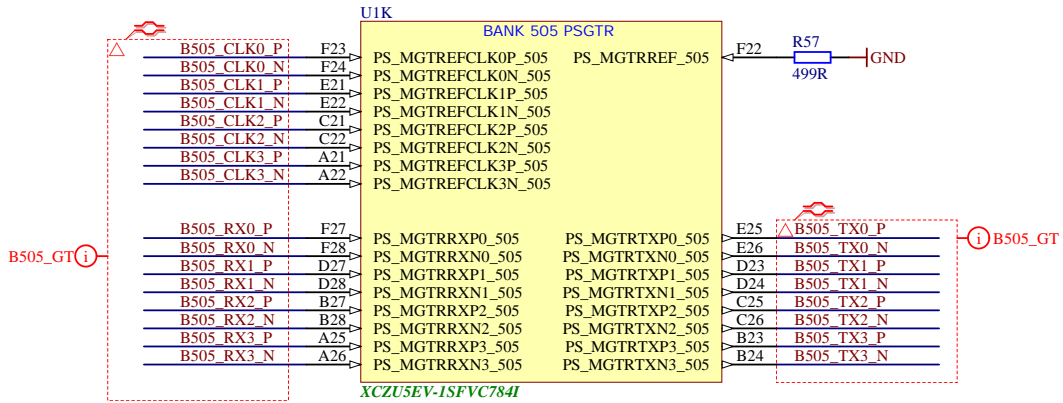 U1K
BANK 505 PSGTR
B505_CLK0_P F23 PS_MGTREFCLK0P_505 PS_MGTRREF_505 F22 R57 499R GND
B505_CLK0_N F24 PS_MGTREFCLK0N_505
B505_CLK1_P E21 PS_MGTREFCLK1P_505
B505_CLK1_N E22 PS_MGTREFCLK1N_505
B505_CLK2_P C21 PS_MGTREFCLK2P_505
B505_CLK2_N C22 PS_MGTREFCLK2N_505
B505_CLK3_P A21 PS_MGTREFCLK3P_505
B505_CLK3_N A22 PS_MGTREFCLK3N_505
B505_RX0_P F27 PS_MGTRRXP0_505 PS_MGTRTXP0_505 E25 B505_TX0_P
B505_GT i B505_RX0_N F28 PS_MGTRRXN0_505 PS_MGTRTXN0_505 E26 B505_TX0_N i B505_GT
B505_RX1_P D27 PS_MGTRRXP1_505 PS_MGTRTXP1_505 D23 B505_TX1_P
B505_RX1_N D28 PS_MGTRRXN1_505 PS_MGTRTXN1_505 D24 B505_TX1_N
B505_RX2_P B27 PS_MGTRRXP2_505 PS_MGTRTXP2_505 C25 B505_TX2_P
B505_RX2_N B28 PS_MGTRRXN2_505 PS_MGTRTXN2_505 C26 B505_TX2_N
B505_RX3_P A25 PS_MGTRRXP3_505 PS_MGTRTXP3_505 B23 B505_TX3_P
B505_RX3_N A26 PS_MGTRRXN3_505 PS_MGTRTXN3_505 B24 B505_TX3_N
XCZU5EV-1SFVC784I